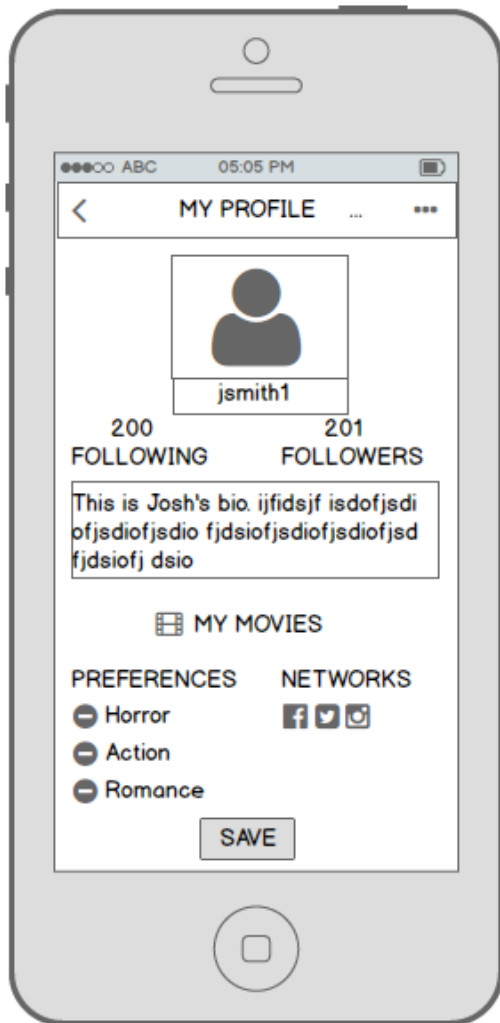 ABC 05:05 PM
MY PROFILE ... •••
jsmith1
200 201
FOLLOWING FOLLOWERS
This is Josh's bio. ijfidsjf isdofjsdi
ofjsdiofjsdio fjdsiofjsdiofjsdiofjsd
fjdsiofj dsio
MY MOVIES
PREFERENCES NETWORKS
Horror
Action
Romance
SAVE